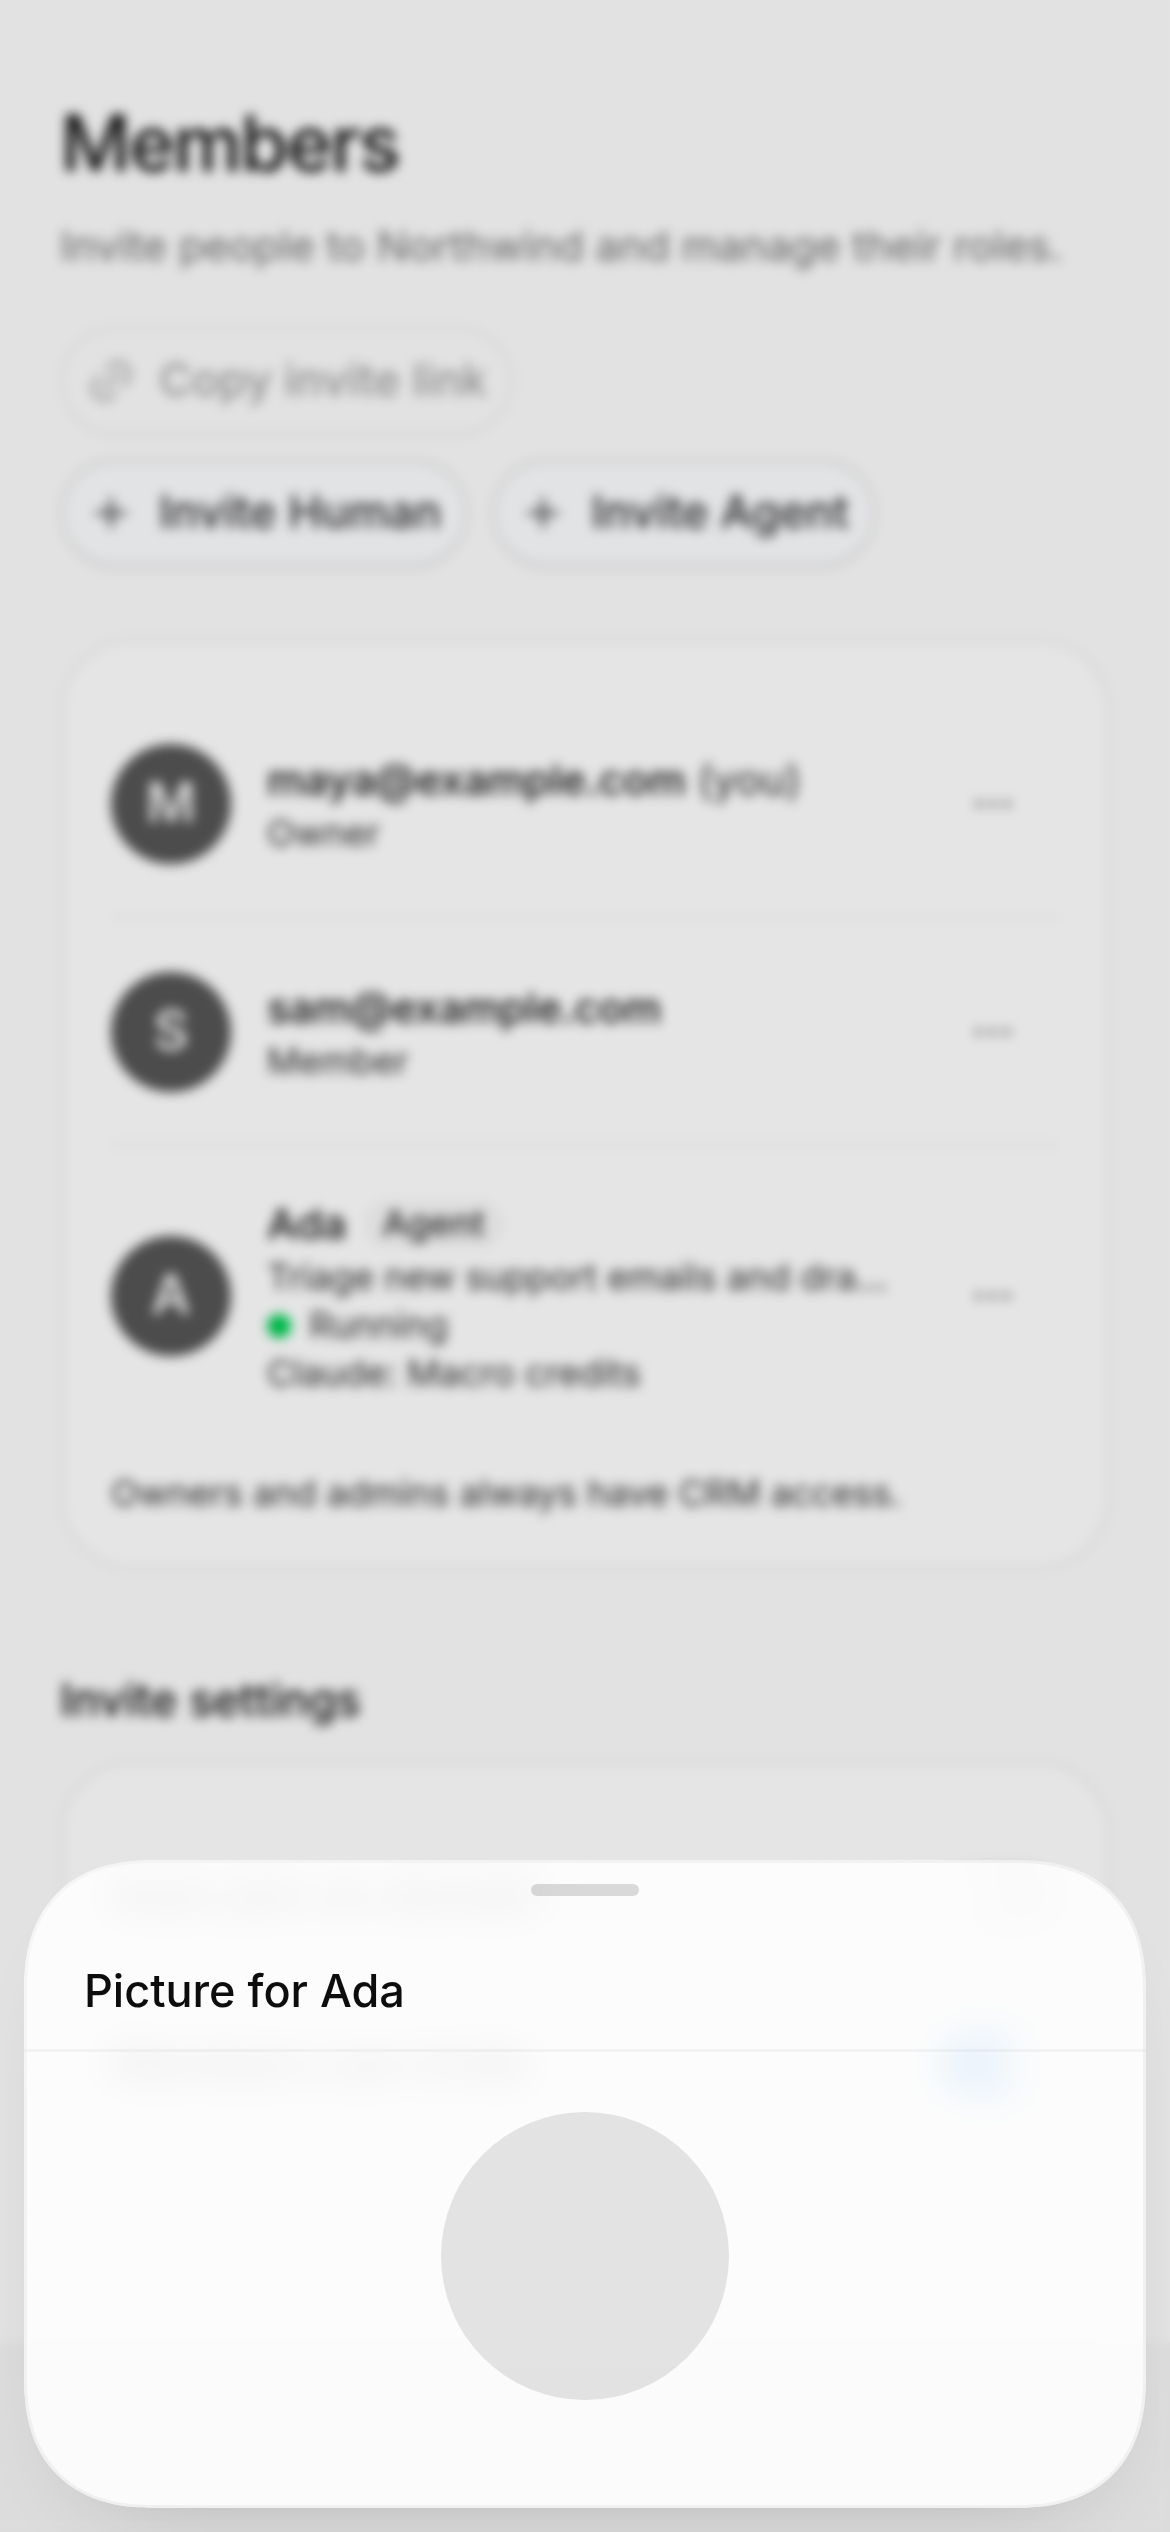 Members
Invite people to Northwind and manage their roles.
Copy invite link
Invite Human
Invite Agent
M
maya@example.com (you)
Owner
S
sam@example.com
Member
A
Ada Agent
Triage new support emails and dra...
Running
Claude: Macro credits
Owners and admins always have CRM access.
Invite settings
Picture for Ada